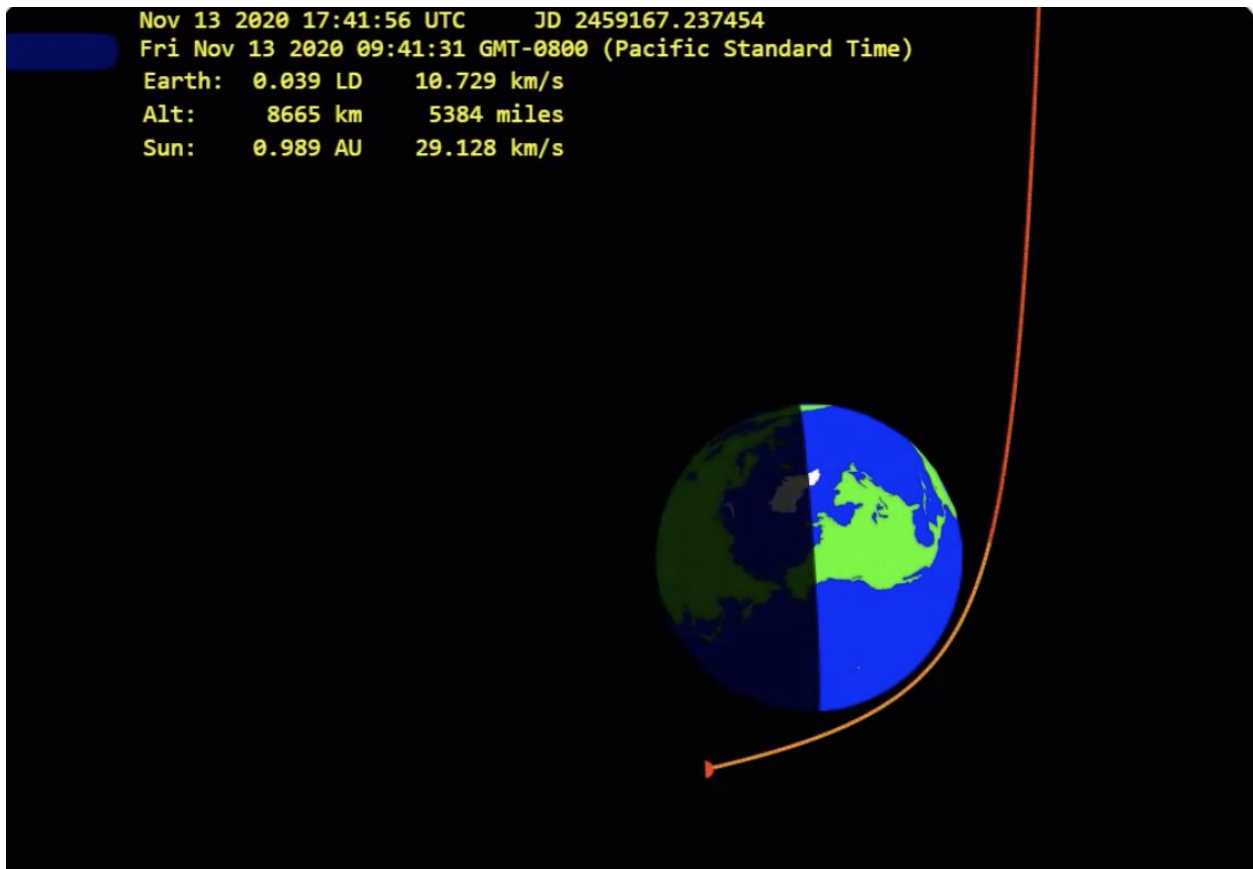 Nov 13 2020 17:41:56 UTC JD 2459167.237454
Fri Nov 13 2020 09:41:31 GMT-0800 (Pacific Standard Time)
Earth: 0.039 LD 10.729 km/s
Alt: 8665 km 5384 miles
Sun: 0.989 AU 29.128 km/s